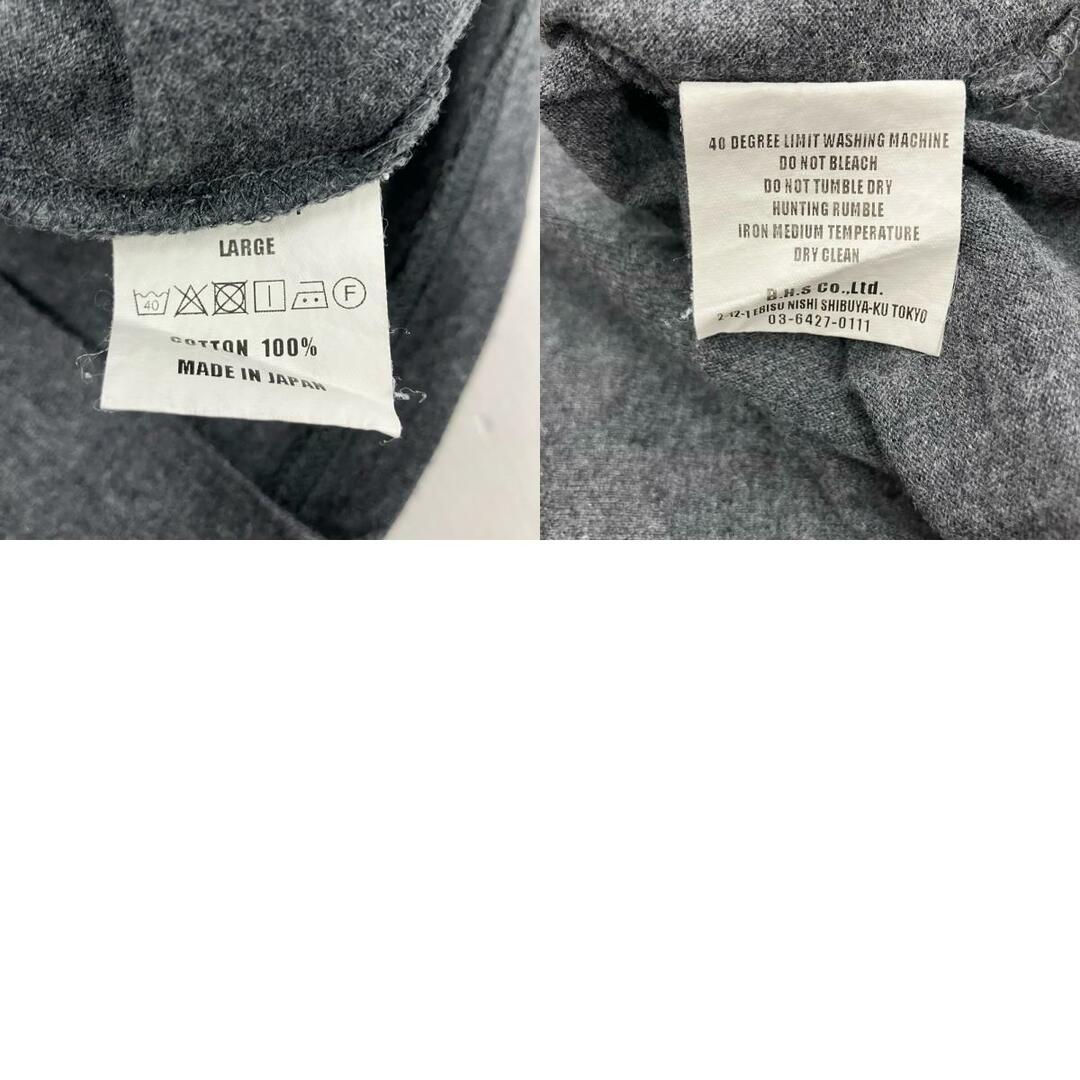 LARGE
40 F
COTTON 100%
MADE IN JAPAN
40 DEGREE LIMIT WASHING MACHINE
DO NOT BLEACH
DO NOT TUMBLE DRY
HUNTING RUMBLE
IRON MEDIUM TEMPERATURE
DRY CLEAN
B.H.S Co.,Ltd.
2-12-1 EBISU NISHI SHIBUYA-KU TOKYO
03-6427-0111